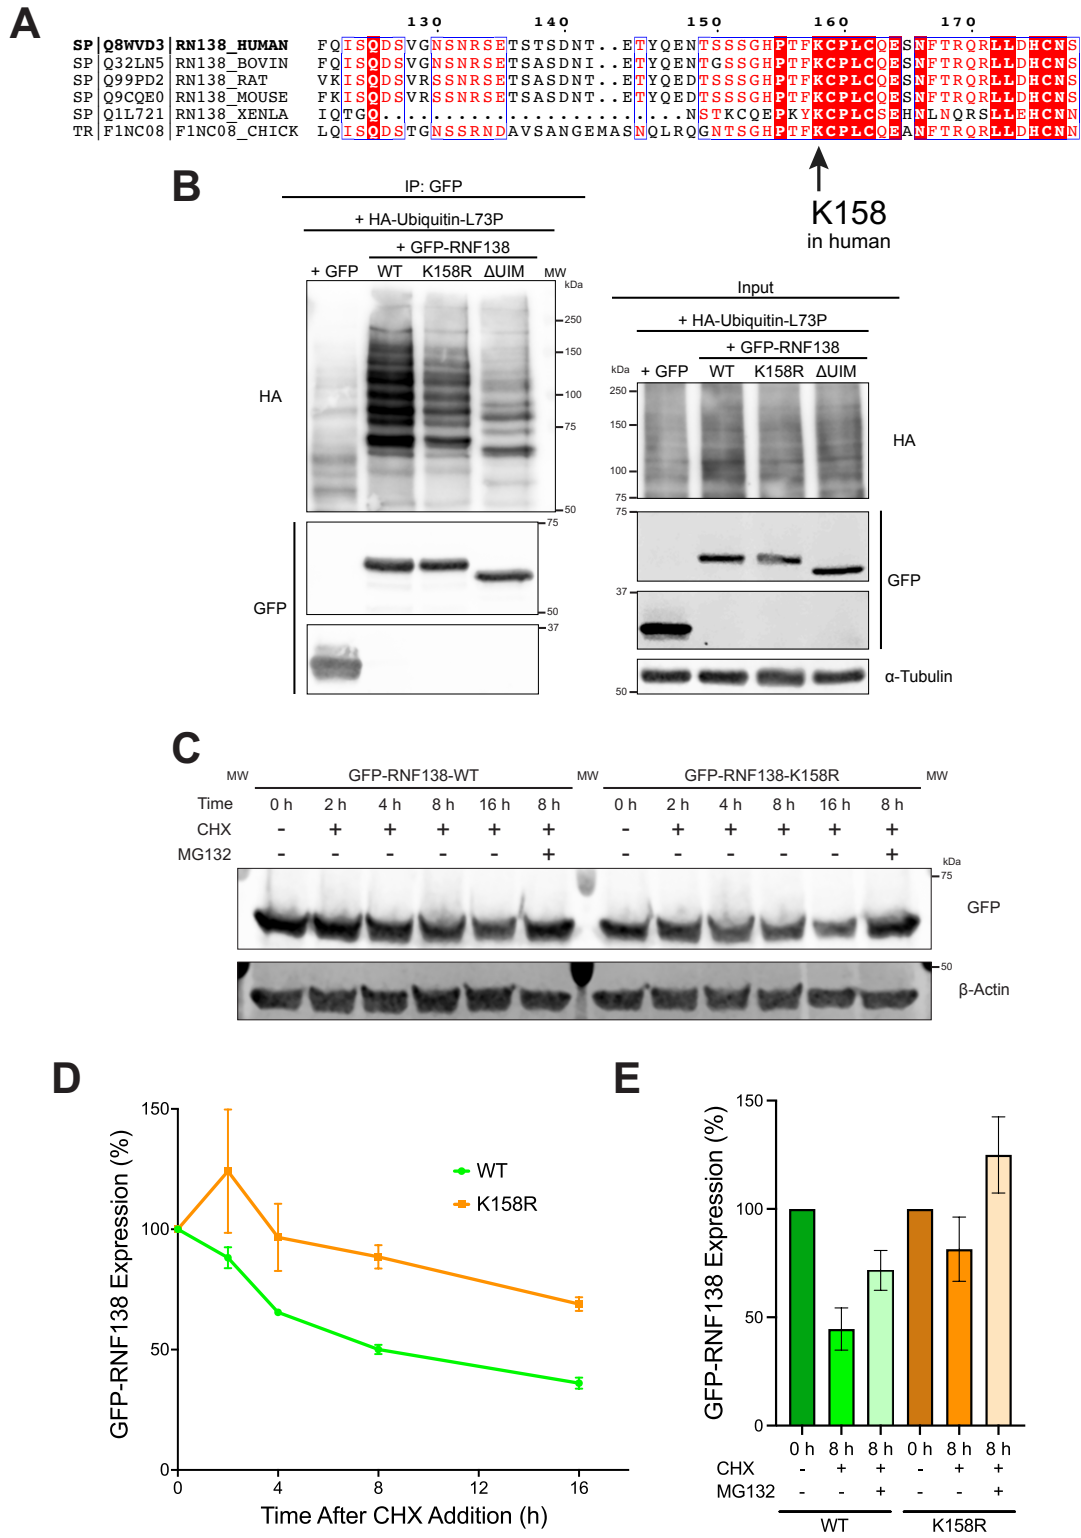 A
130 140 150 160 170
SP|Q8WVD3|RN138_HUMAN FQISQDSVGNSNRSETSTSDNT..ETYQENTSSSGHPTFKCPLCQESNFTRQRLLDHCNS
SP|Q32LN5|RN138_BOVIN FQISQDSVGNSNRSETSASDNT..ETYQENTGSSGHPTFKCPLCQESNFTRQRLLDHCNS
SP|Q99PD2|RN138_RAT VKISQDSVRSSNRSETSASDNT..ETYQEDTSSSGHPTFKCPLCQESNFTRQRLLDHCNS
SP|Q9CQE0|RN138_MOUSE FKISQDSVRSSNRSETSASDNT..ETYQEDTSSSGHPTFKCPLCQESNFTRQRLLDHCNS
SP|Q1L721|RN138_XENLA IQTGQ........................NSTKCQEPKYKCPLCQEHNLNQRSLLEHCNN
TR|F1NC08|F1NC08_CHICK LQISQDSTGNSSRNDAVSANGEMASNQLRQGNTSGHPTFKCPLCSEANFTRQRLLDHCNN
K158
in human
B
IP: GFP
+ HA-Ubiquitin-L73P
+ GFP-RNF138
+ GFP WT K158R ΔUIM MW
kDa
250
150
100
75
50
HA
75
50
37
GFP
Input
+ HA-Ubiquitin-L73P
+ GFP-RNF138
kDa + GFP WT K158R ΔUIM
250
150
100
75
HA
75
37
GFP
50
α-Tubulin
C
MW GFP-RNF138-WT MW GFP-RNF138-K158R MW
Time 0 h 2 h 4 h 8 h 16 h 8 h 0 h 2 h 4 h 8 h 16 h 8 h
CHX - + + + + + - + + + + +
MG132 - - - - - + - - - - - +
kDa
75
GFP
50
β-Actin
D
GFP-RNF138 Expression (%)
150
100
50
0
WT
K158R
0 4 8 12 16
Time After CHX Addition (h)
E
GFP-RNF138 Expression (%)
150
100
50
0
0 h 8 h 8 h 0 h 8 h 8 h
CHX - + + - + +
MG132 - - + - - +
WT K158R